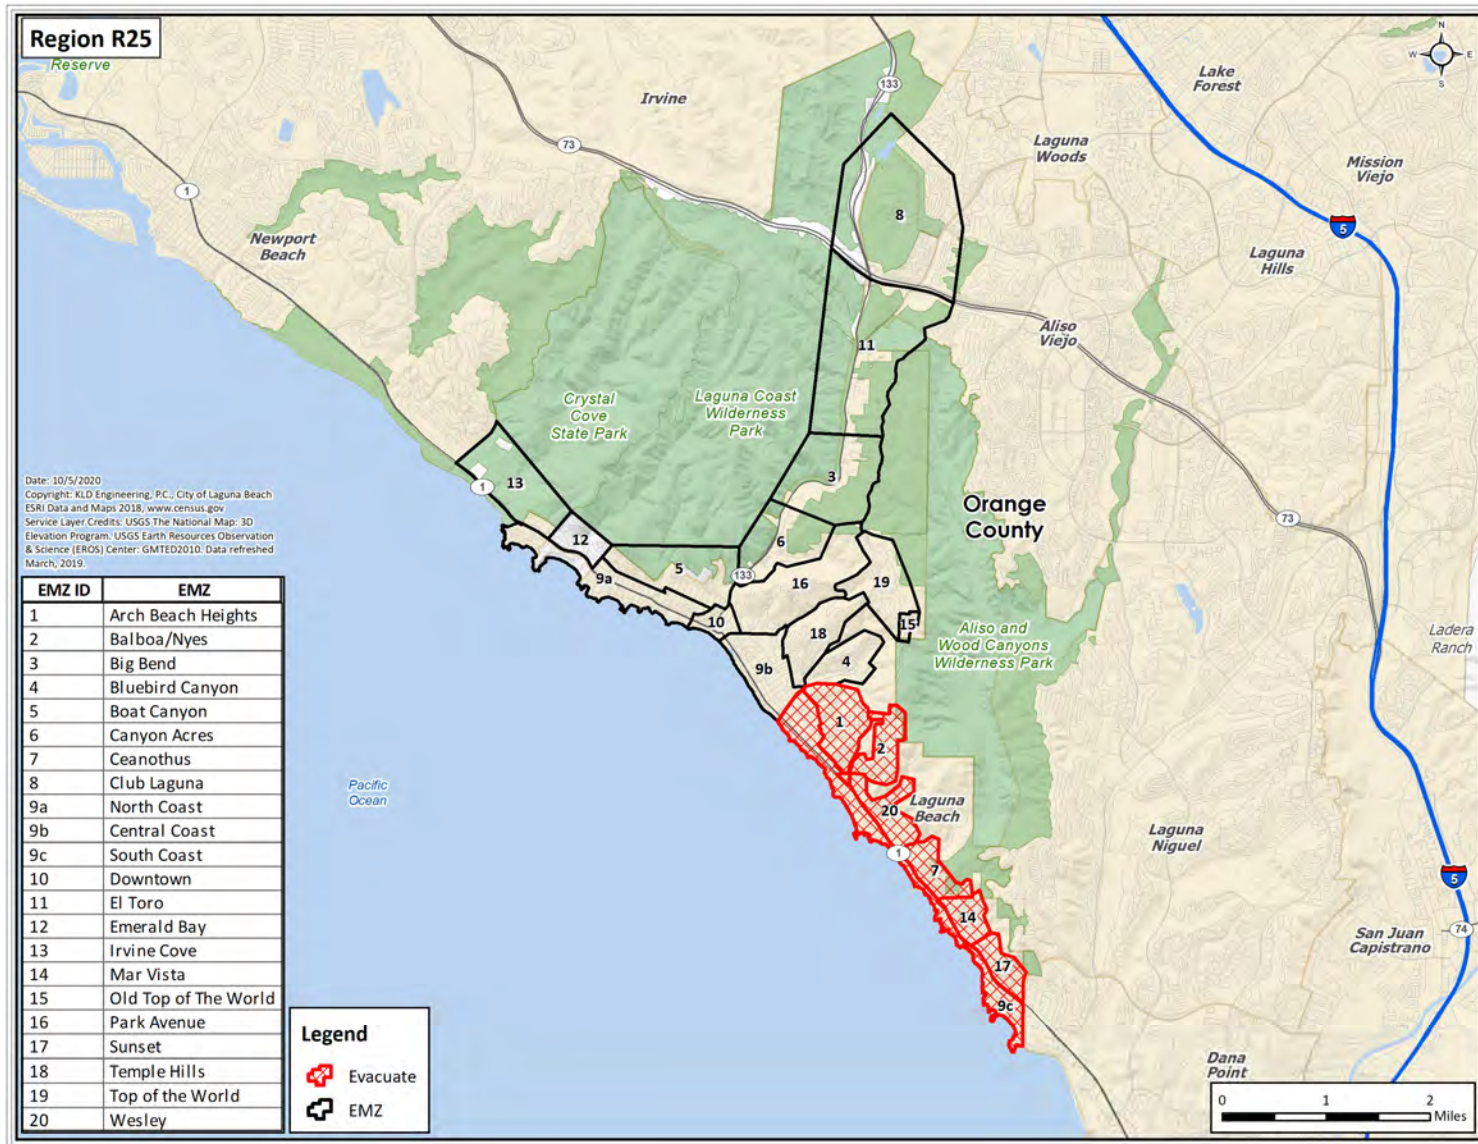 Region R25
Reserve
Irvine
133
Lake
Forest
N
W E
S
73
Laguna
Woods
Mission
Viejo
1
8
5
Newport
Beach
Laguna
Hills
11
Aliso
Viejo
Crystal
Cove
State Park
Laguna Coast
Wilderness
Park
3
13
1
Orange
County
73
Date: 10/5/2020
Copyright: KLD Engineering, P.C., City of Laguna Beach
ESRI Data and Maps 2018, www.census.gov
Service Layer Credits: USGS The National Map: 3D
Elevation Program. USGS Earth Resources Observation
& Science (EROS) Center: GMTED2010. Data refreshed
March, 2019.
12
6
5
133
9a
16
19
10
18
15
4
9b
Aliso and
Wood Canyons
Wilderness Park
Ladera
Ranch
EMZ ID EMZ
1 Arch Beach Heights
2 Balboa/Nyes
3 Big Bend
4 Bluebird Canyon
5 Boat Canyon
6 Canyon Acres
7 Ceanothus
8 Club Laguna
9a North Coast
9b Central Coast
9c South Coast
10 Downtown
11 El Toro
12 Emerald Bay
13 Irvine Cove
14 Mar Vista
15 Old Top of The World
16 Park Avenue
17 Sunset
18 Temple Hills
19 Top of the World
20 Wesley
1
2
Pacific
Ocean
20
Laguna
Beach
1
7
Laguna
Niguel
5
14
74
San Juan
Capistrano
17
9c
Dana
Point
Legend
Evacuate
EMZ
0 1 2
Miles